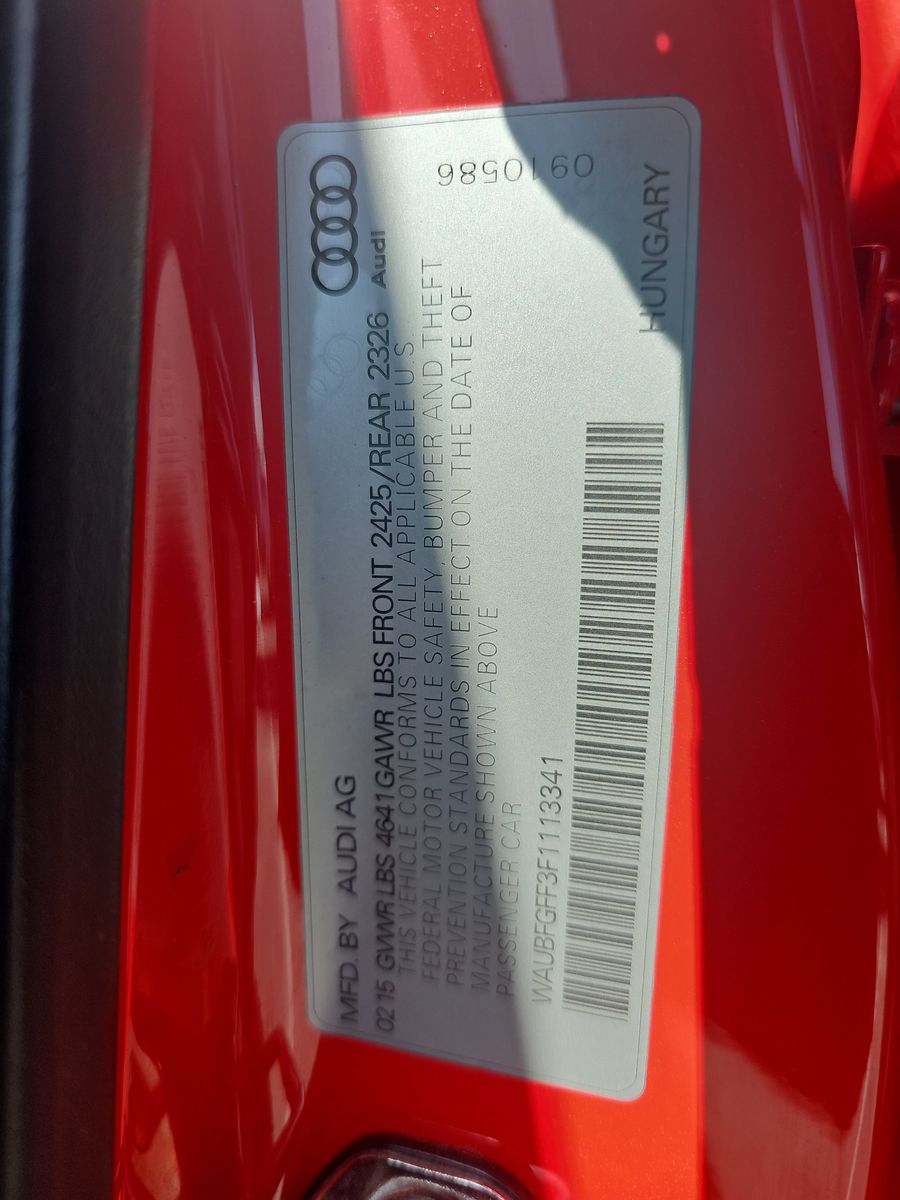 MFD. BY AUDI AG
Audi
0215 GVWR LBS 4641 GAWR LBS FRONT 2425/REAR 2326
THIS VEHICLE CONFORMS TO ALL APPLICABLE U.S
FEDERAL MOTOR VEHICLE SAFETY, BUMPER AND THEFT
PREVENTION STANDARDS IN EFFECT ON THE DATE OF
MANUFACTURE SHOWN ABOVE
PASSENGER CAR
WAUBFGFF3F1113341
HUNGARY
0910586